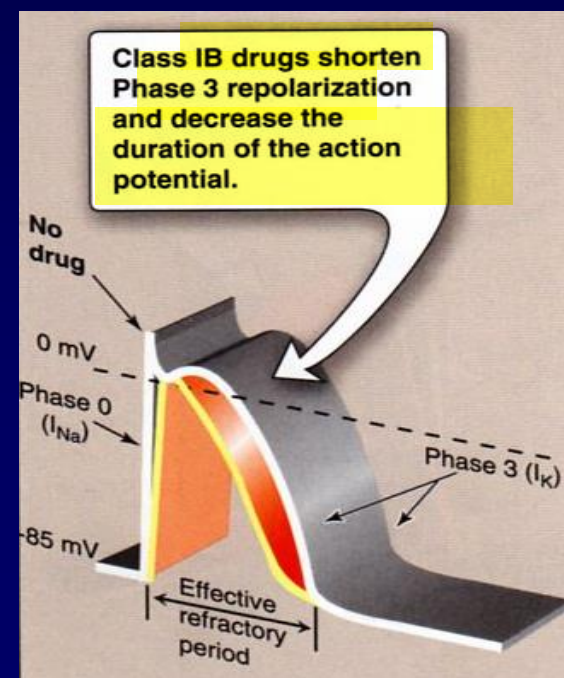 Class IB drugs shorten
Phase 3 repolarization
and decrease the
duration of the action
potential.
No
drug
0 mV
Phase 0
(INa)
Phase 3 (IK)
-85 mV
Effective
refractory
period